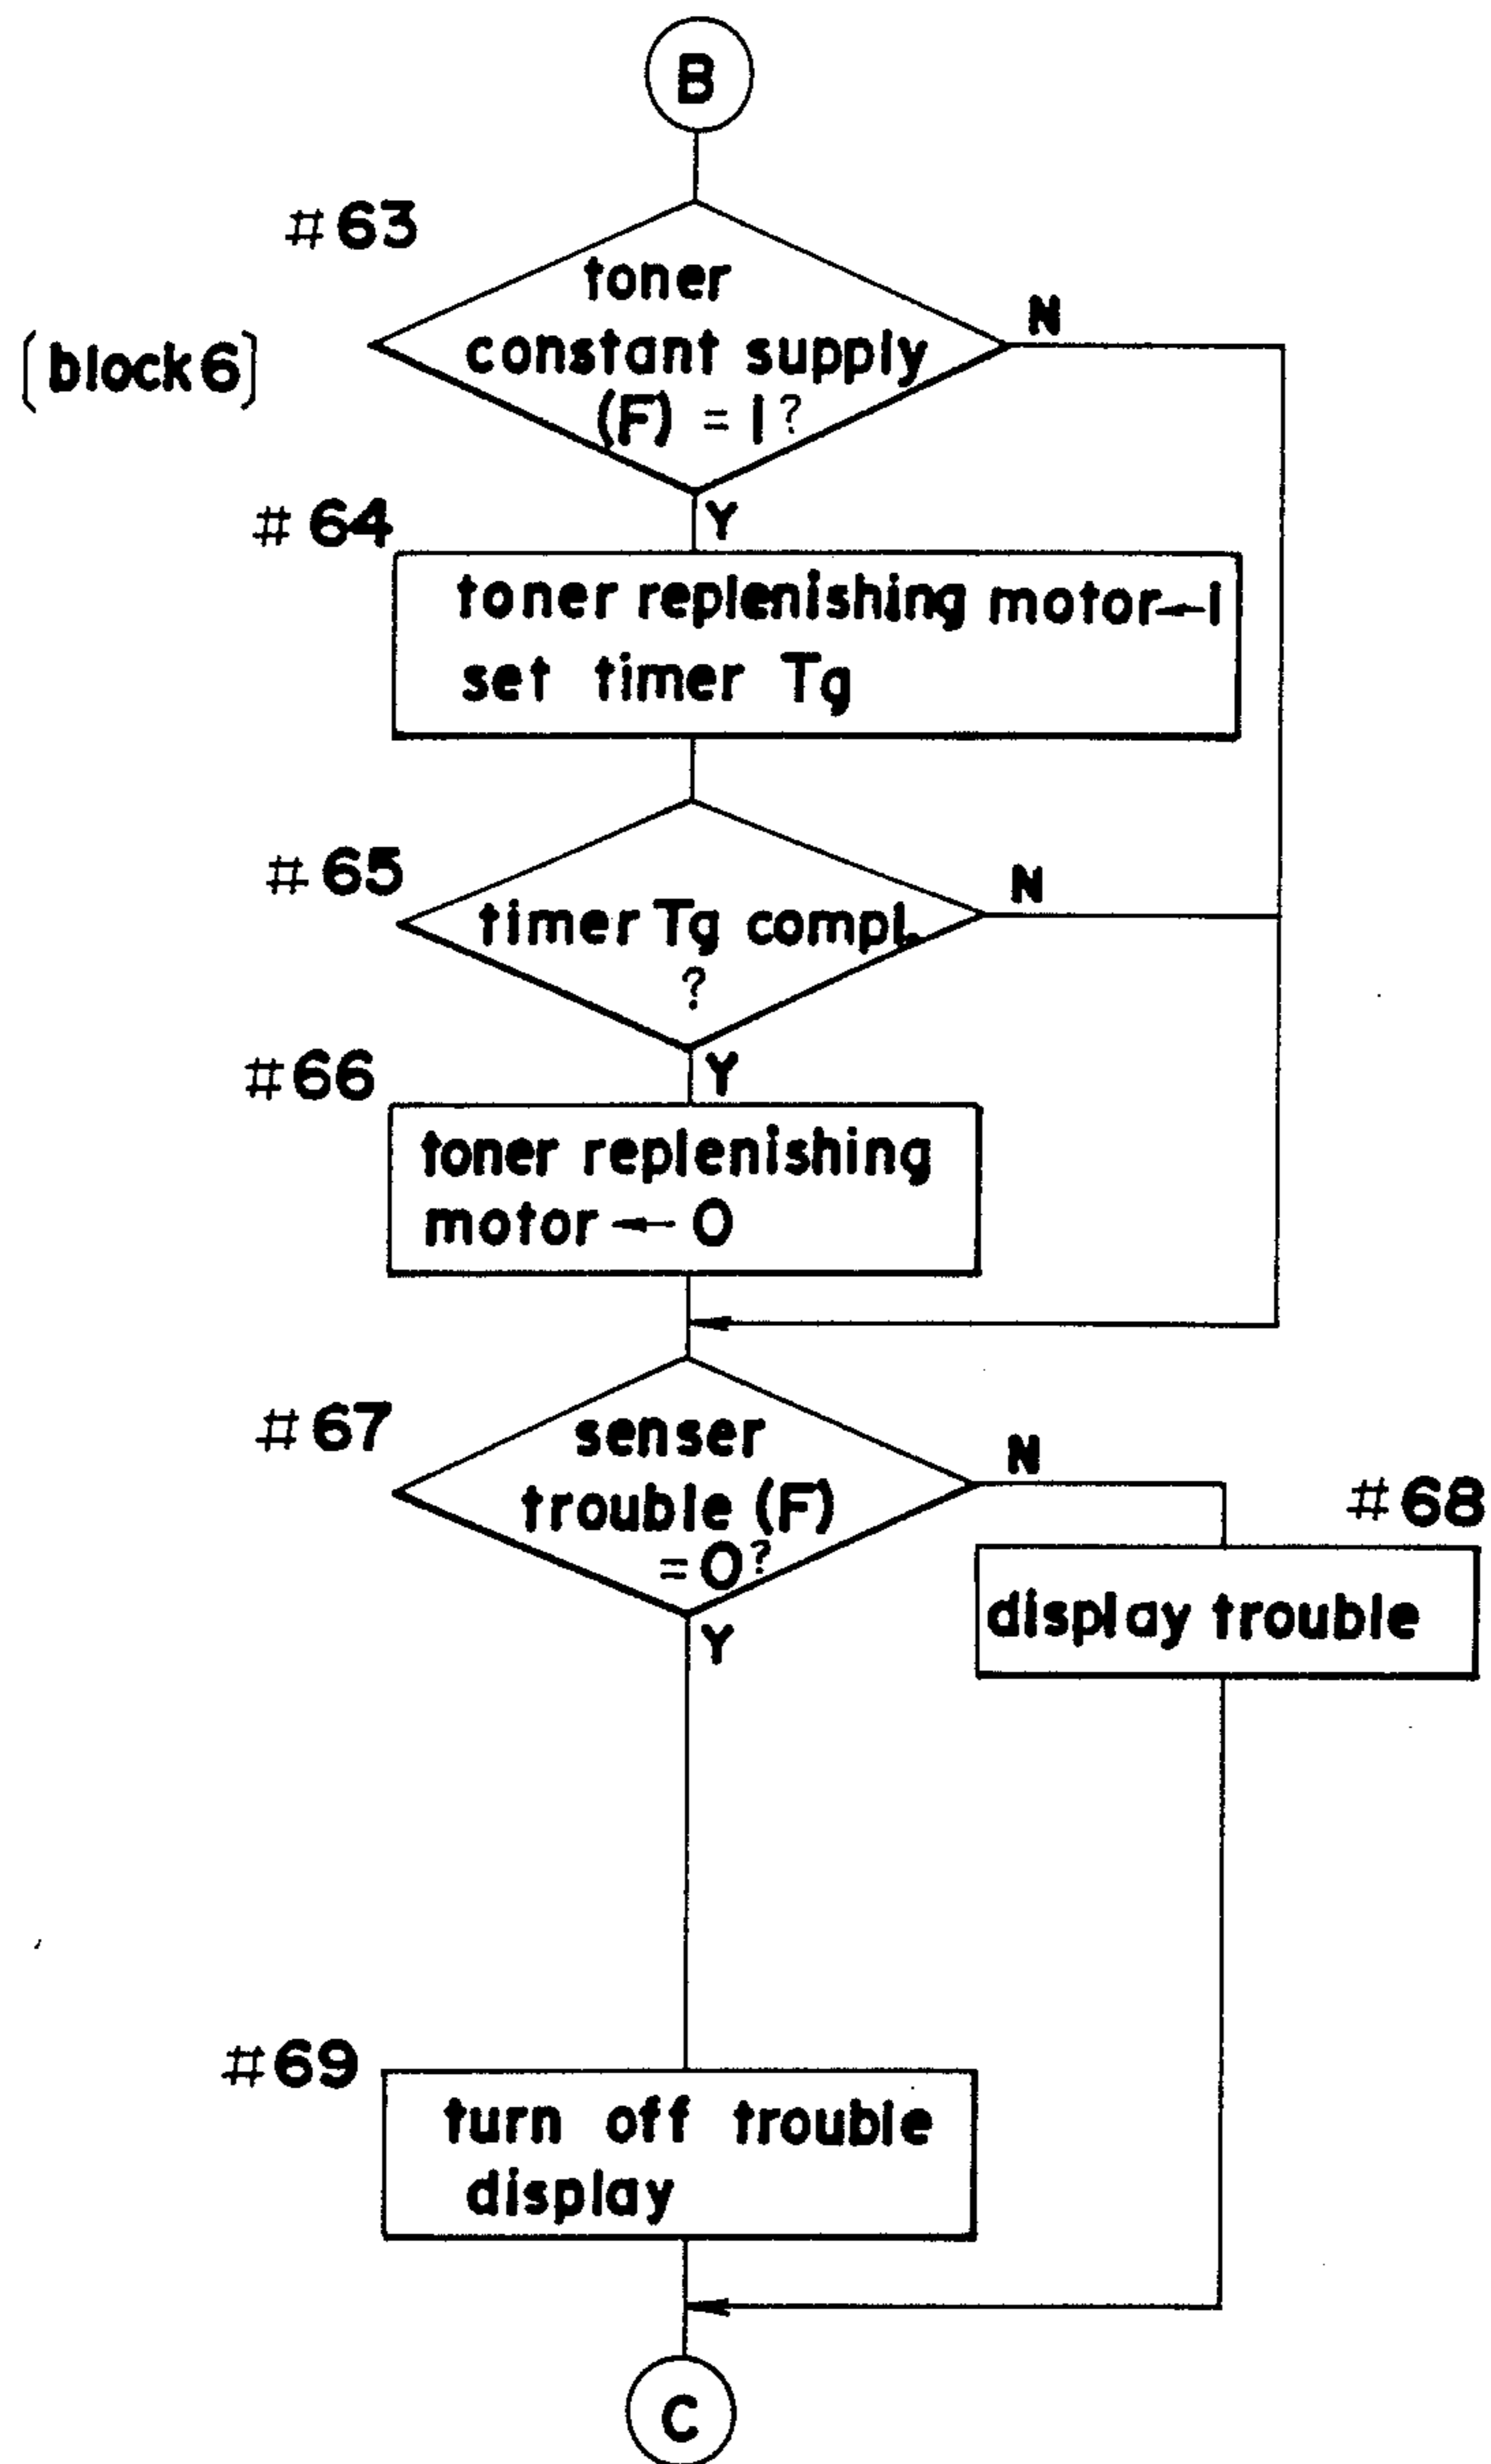 B
#63
toner
constant supply
(F) = 1?
N
[block6]
Y
#64
toner replenishing motor←1
set timer Tg
#65
timer Tg compl.
?
N
Y
#66
toner replenishing
motor ← 0
#67
senser
trouble (F)
= 0?
N
Y
#68
display trouble
#69
turn off trouble
display
C